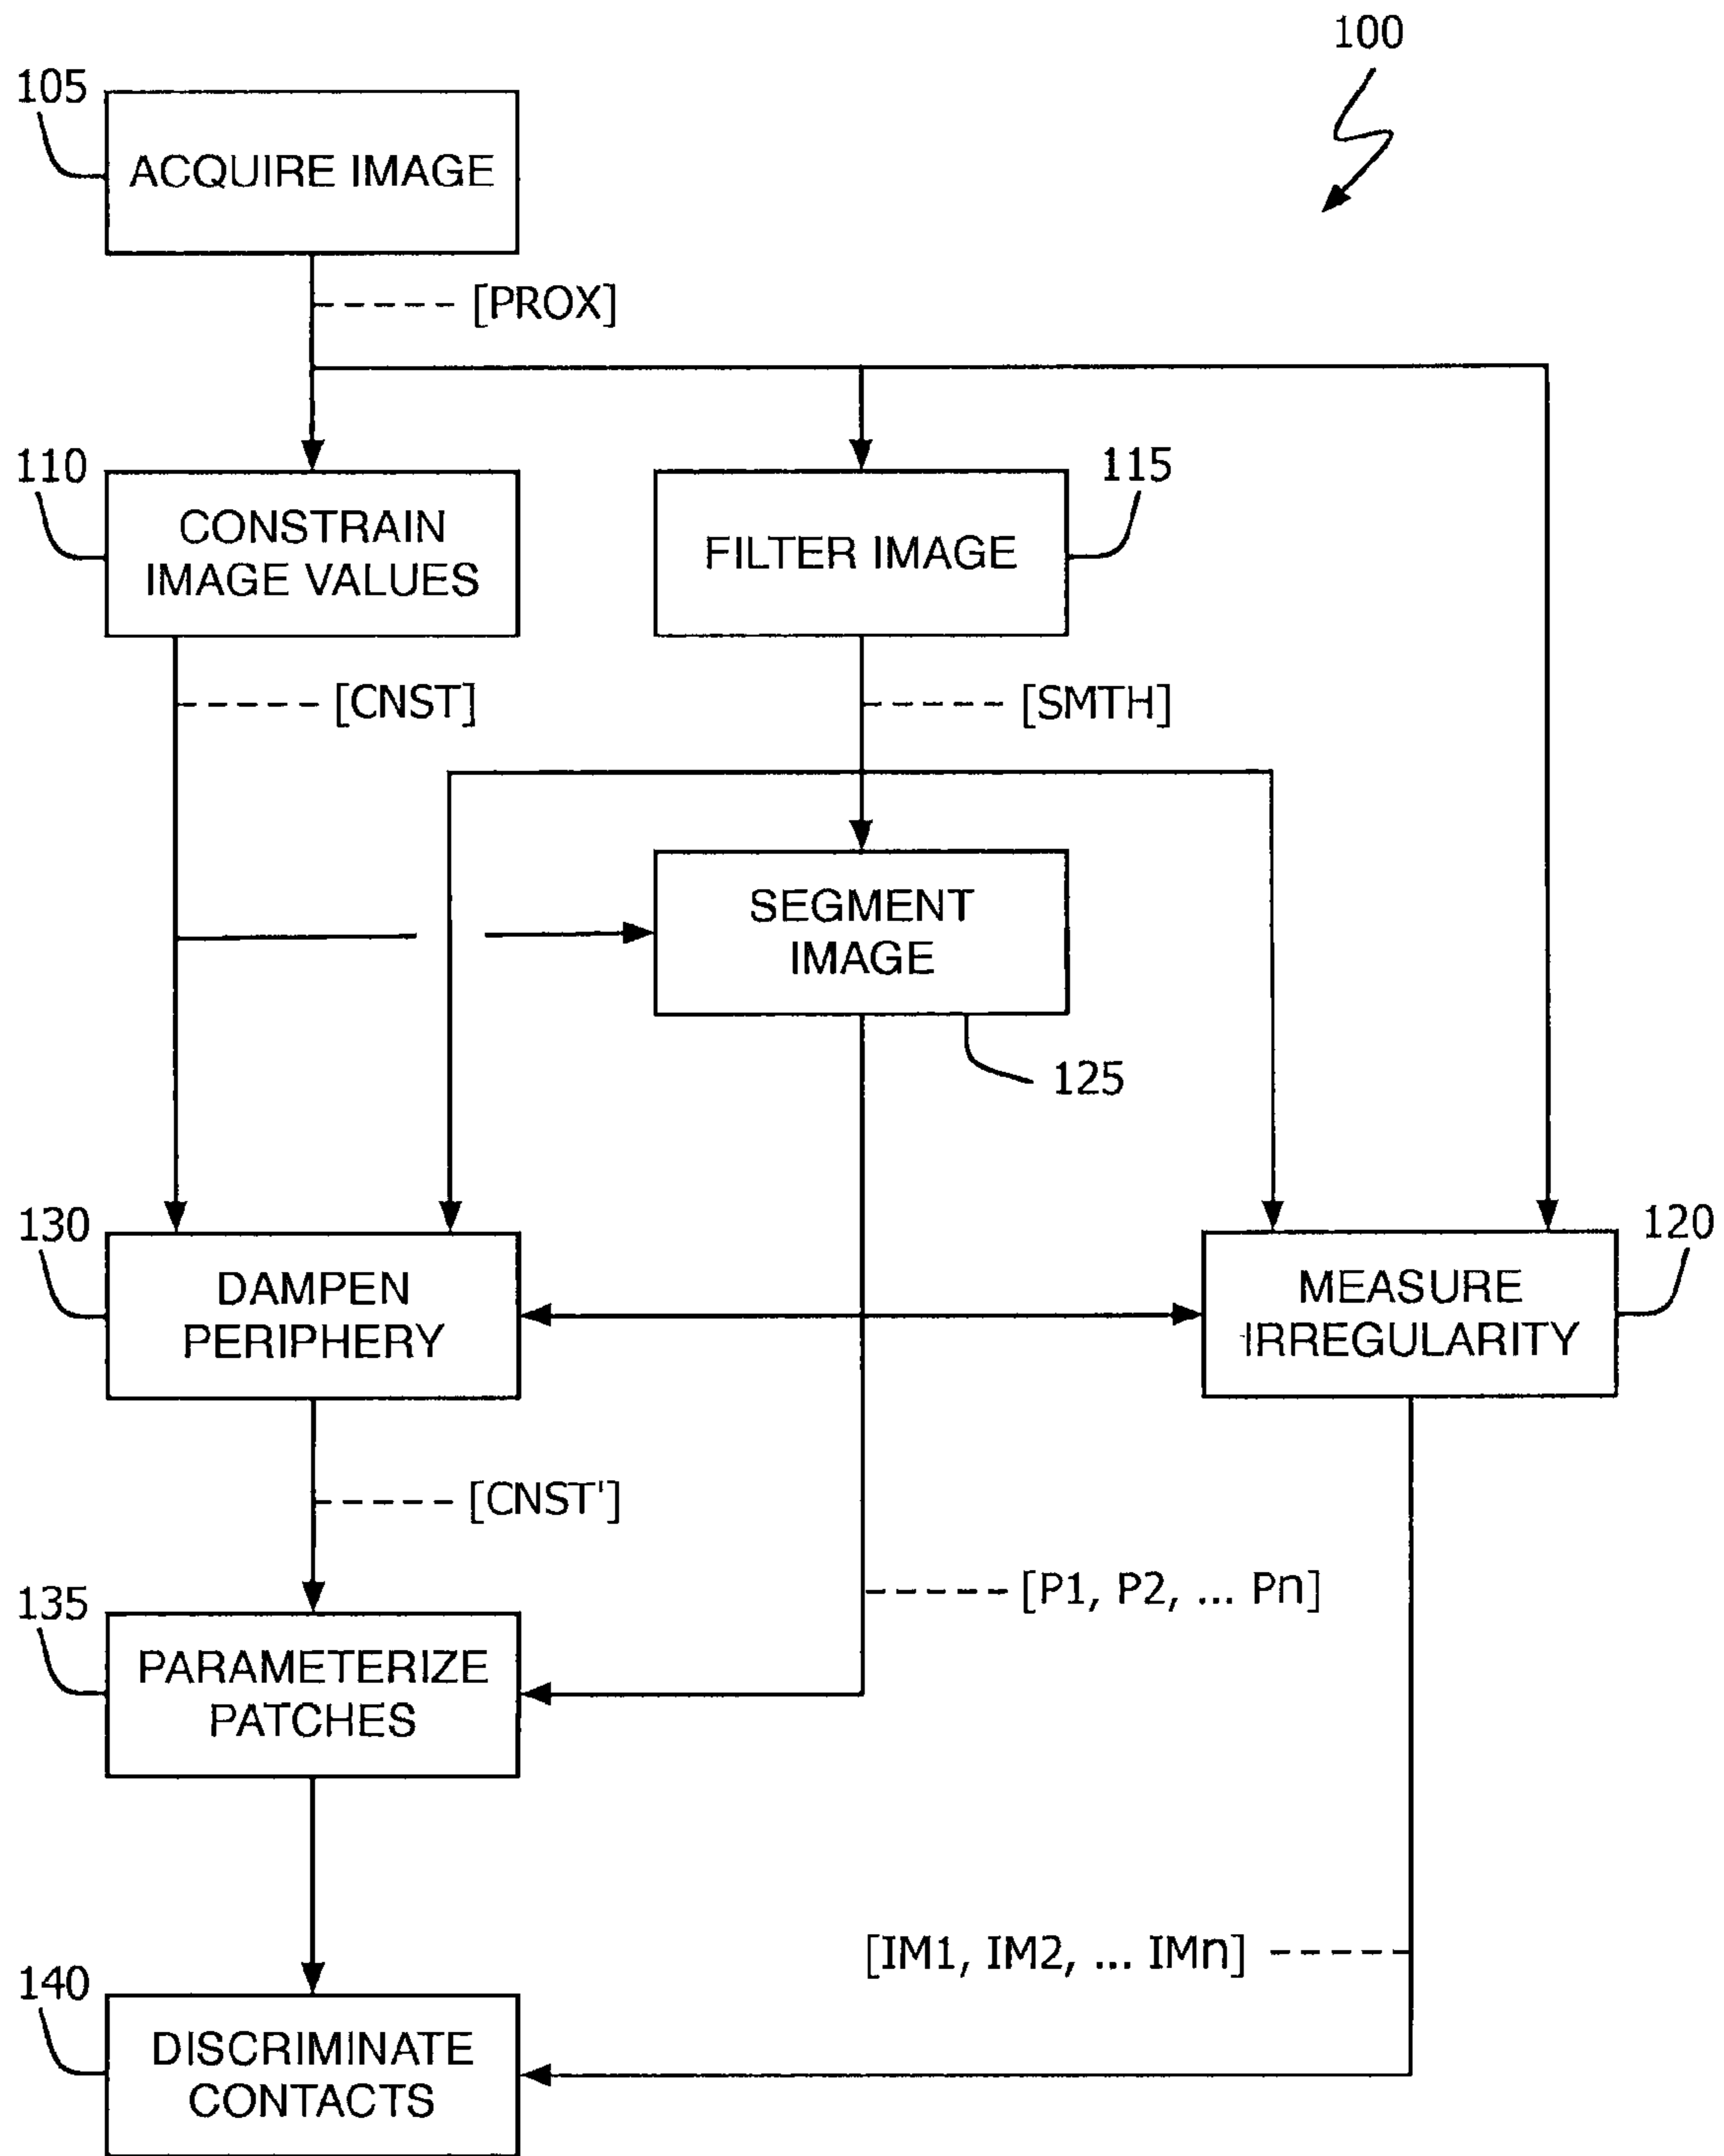 100
105
ACQUIRE IMAGE
[PROX]
110
CONSTRAIN
IMAGE VALUES
115
FILTER IMAGE
[CNST]
[SMTH]
SEGMENT
IMAGE
125
130
DAMPEN
PERIPHERY
120
MEASURE
IRREGULARITY
[CNST']
[P1, P2, ... Pn]
135
PARAMETERIZE
PATCHES
[IM1, IM2, ... IMn]
140
DISCRIMINATE
CONTACTS